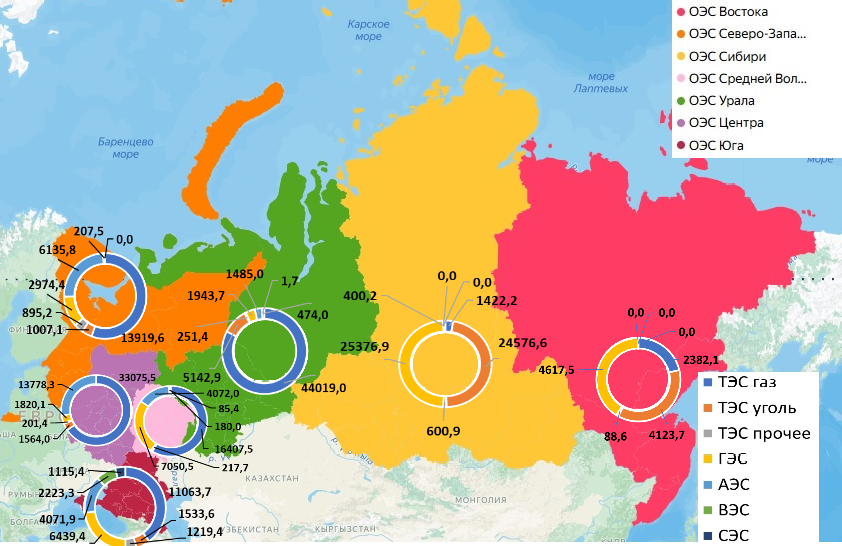 ОЭС Востока
ОЭС Северо-Запа...
ОЭС Сибири
ОЭС Средней Вол...
ОЭС Урала
ОЭС Центра
ОЭС Юга
Карское
море
море
Лаптевых
Баренцево
море
море
207,5
0,0
6135,8
2974,4
895,2
1007,1
13919,6
1485,0
1,7
1943,7
474,0
251,4
5142,9
44019,0
0,0
0,0
400,2
1422,2
25376,9
24576,6
600,9
0,0
0,0
0,0
4617,5
2382,1
88,6
4123,7
33075,5
13778,3
1820,1
201,4
1564,0
4072,0
85,4
180,0
16407,5
217,7
7050,5
1115,4
2223,3
11063,7
4071,9
1533,6
6439,4
1219,4
КАЗАХСТАН
МОНГОЛИЯ
КЫРГЫЗСТАН
ТЭС газ
ТЭС уголь
ТЭС прочее
ГЭС
АЭС
ВЭС
СЭС